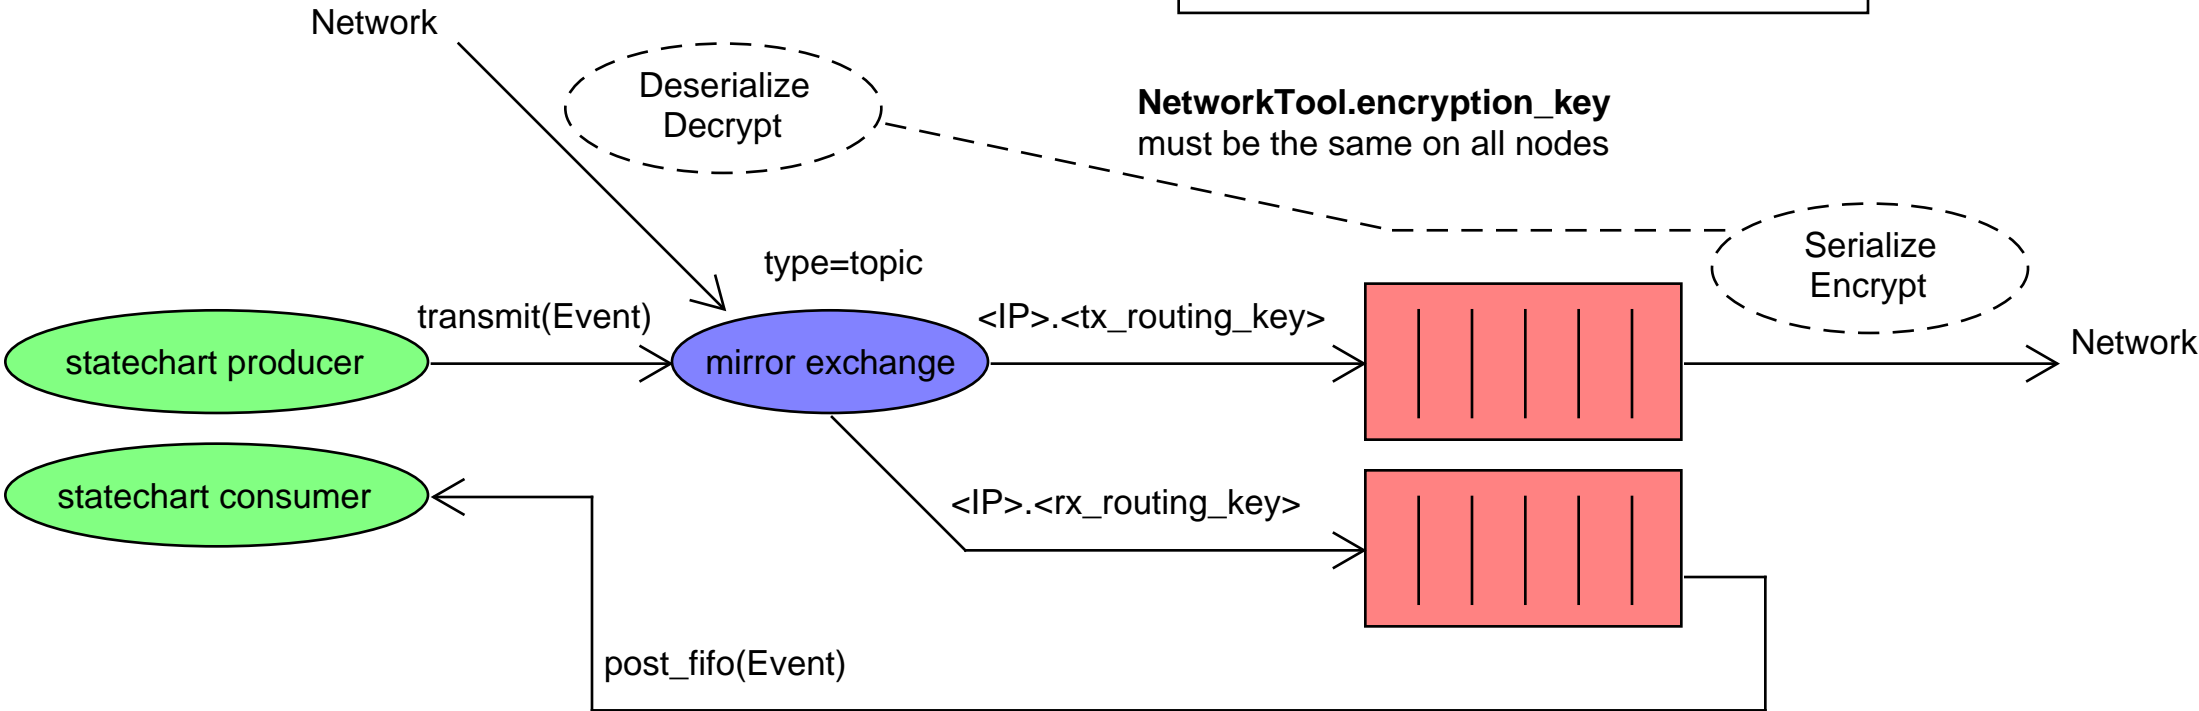 Network
Deserialize
Decrypt
NetworkTool.encryption_key
must be the same on all nodes
Serialize
Encrypt
type=topic
transmit(Event)
<IP>.<tx_routing_key>
Network
statechart producer
mirror exchange
statechart consumer
<IP>.<rx_routing_key>
post_fifo(Event)